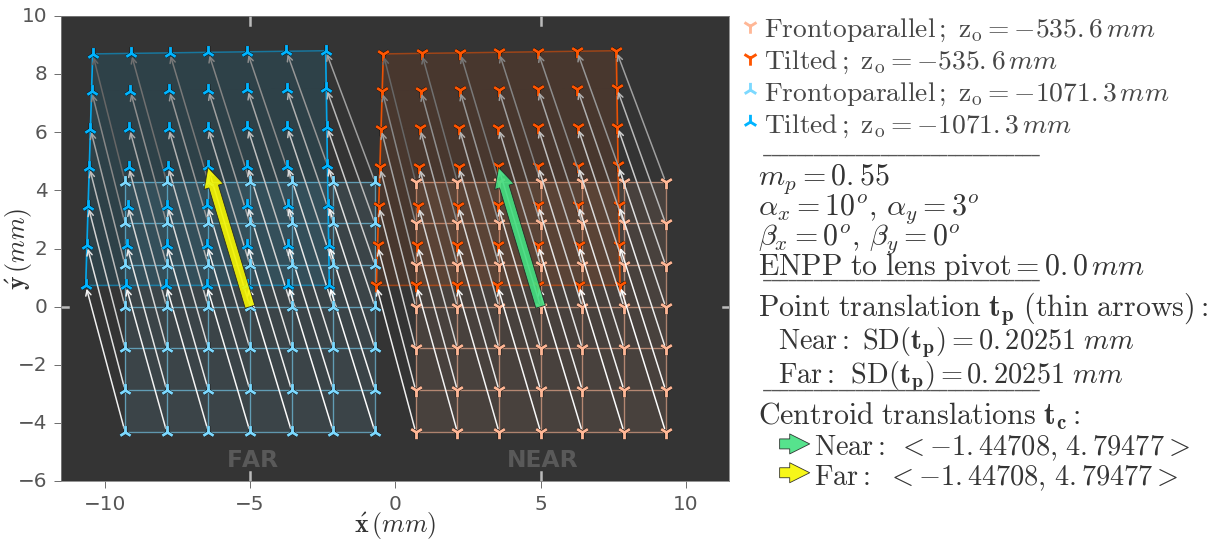 10
8
6
4
2
0
−2
−4
−6
ý (mm)
FAR
NEAR
−10
−5
0
5
10
x́ (mm)
Frontoparallel; z_o = −535.6 mm
Tilted; z_o = −535.6 mm
Frontoparallel; z_o = −1071.3 mm
Tilted; z_o = −1071.3 mm
m_p = 0.55
α_x = 10°, α_y = 3°
β_x = 0°, β_y = 0°
ENPP to lens pivot = 0.0 mm
Point translation t_p (thin arrows):
Near: SD(t_p) = 0.20251 mm
Far: SD(t_p) = 0.20251 mm
Centroid translations t_c:
Near: <−1.44708, 4.79477>
Far: <−1.44708, 4.79477>